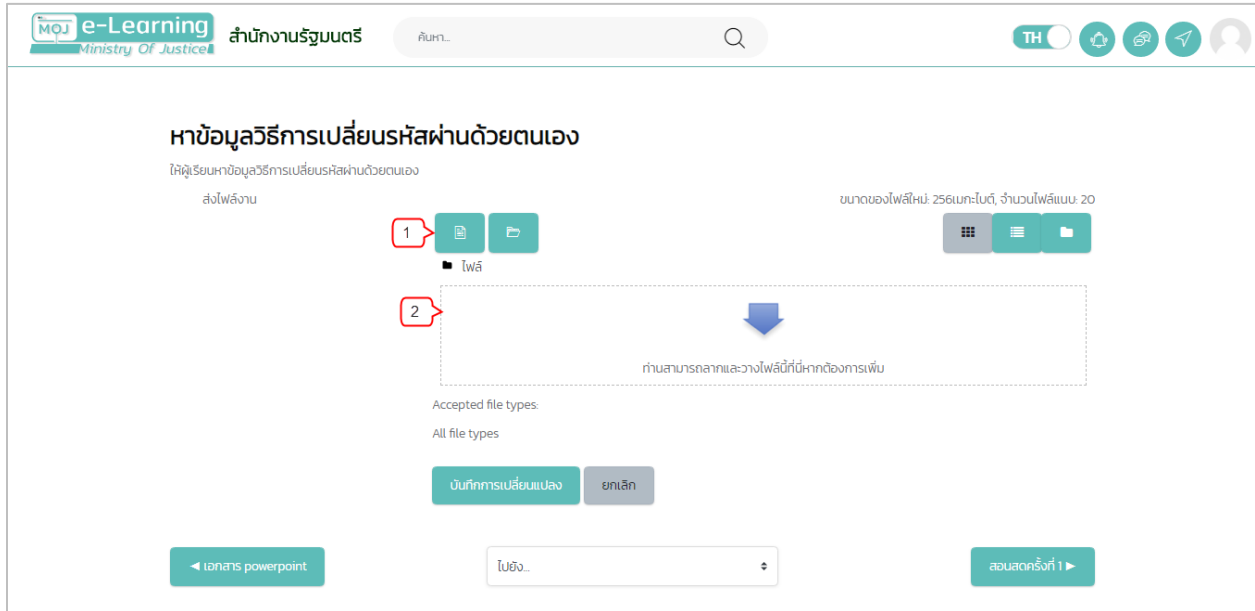 MOJ e-Learning
Ministry Of Justice
สำนักงานรัฐมนตรี
ค้นหา...
TH
หาข้อมูลวิธีการเปลี่ยนรหัสผ่านด้วยตนเอง
ให้ผู้เรียนหาข้อมูลวิธีการเปลี่ยนรหัสผ่านด้วยตนเอง
ส่งไฟล์งาน
ขนาดของไฟล์ใหม่: 256เมกะไบต์, จำนวนไฟล์แนบ: 20
1
ไฟล์
2
ท่านสามารถลากและวางไฟล์นี้ที่นี่หากต้องการเพิ่ม
Accepted file types:
All file types
บันทึกการเปลี่ยนแปลง ยกเลิก
◄ เอกสาร powerpoint ไปยัง... สอนสดครั้งที่ 1 ►